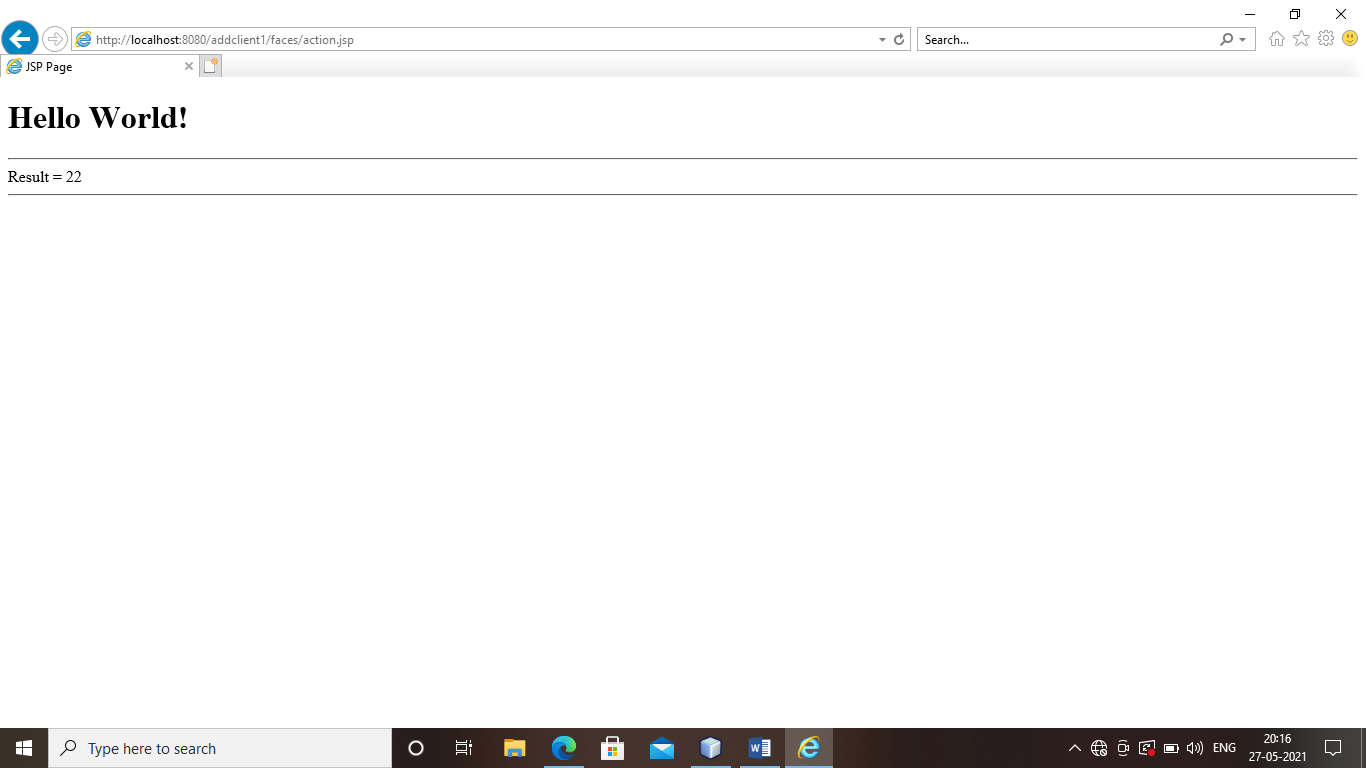 http://localhost:8080/addclient1/faces/action.jsp
Search...
JSP Page
Hello World!
Result = 22
Type here to search
W
ENG
20:16
27-05-2021